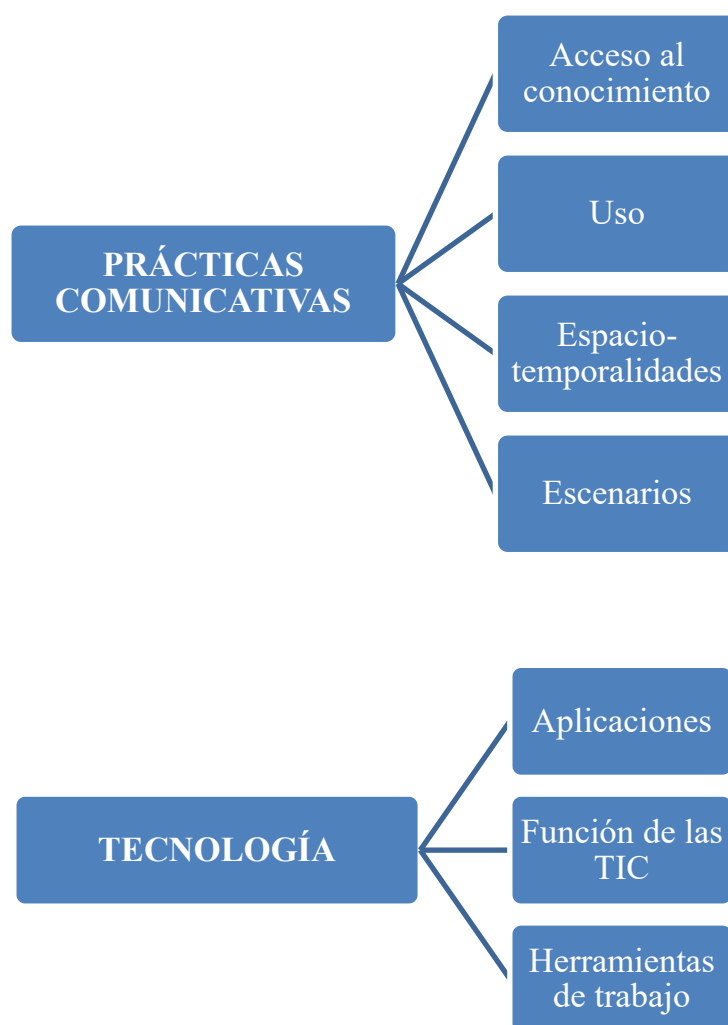 Acceso al
conocimiento
Uso
PRÁCTICAS
COMUNICATIVAS
Espacio-
temporalidades
Escenarios
Aplicaciones
TECNOLOGÍA
Función de las
TIC
Herramientas
de trabajo